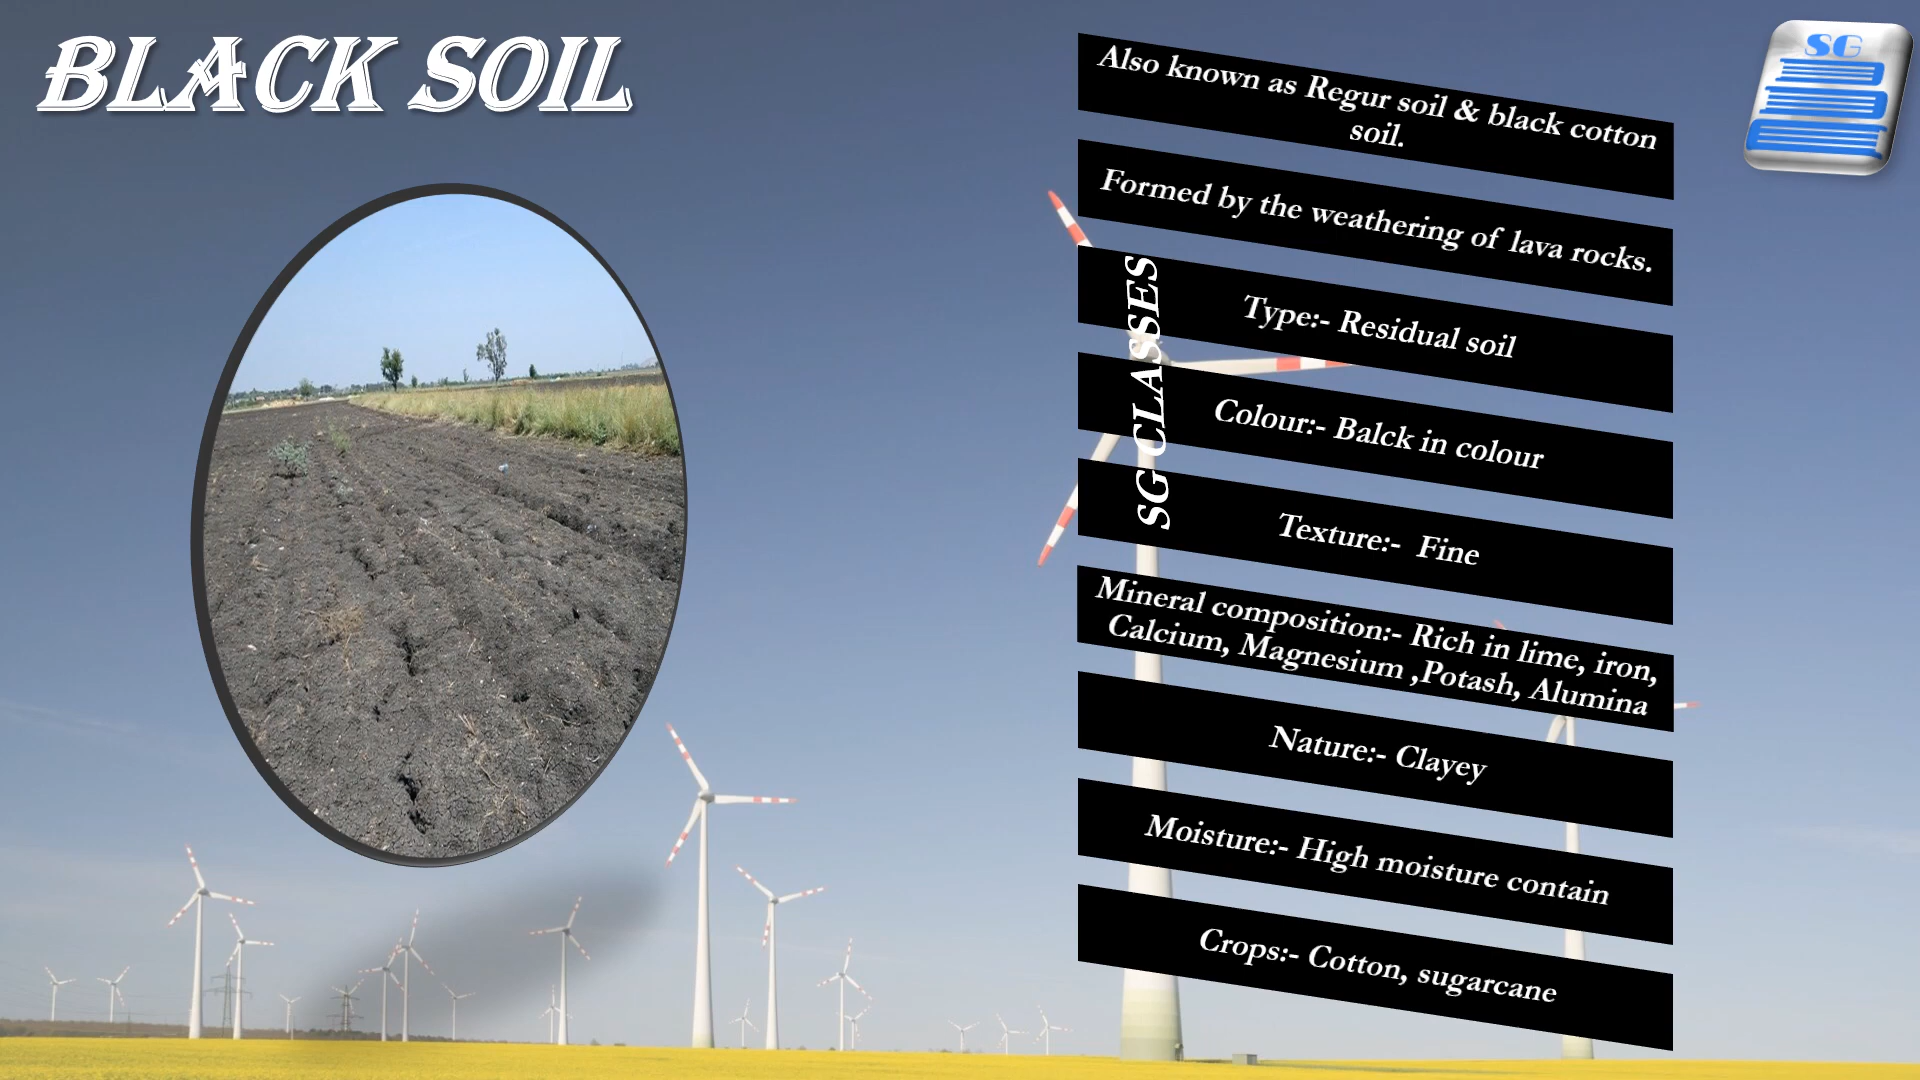 BLACK SOIL
SG
Also known as Regur soil & black cotton
soil.
Formed by the weathering of lava rocks.
Type:- Residual soil
Colour:- Balck in colour
Texture:- Fine
Mineral composition:- Rich in lime, iron,
Calcium, Magnesium ,Potash, Alumina
Nature:- Clayey
Moisture:- High moisture contain
Crops:- Cotton, sugarcane
SG CLASSES